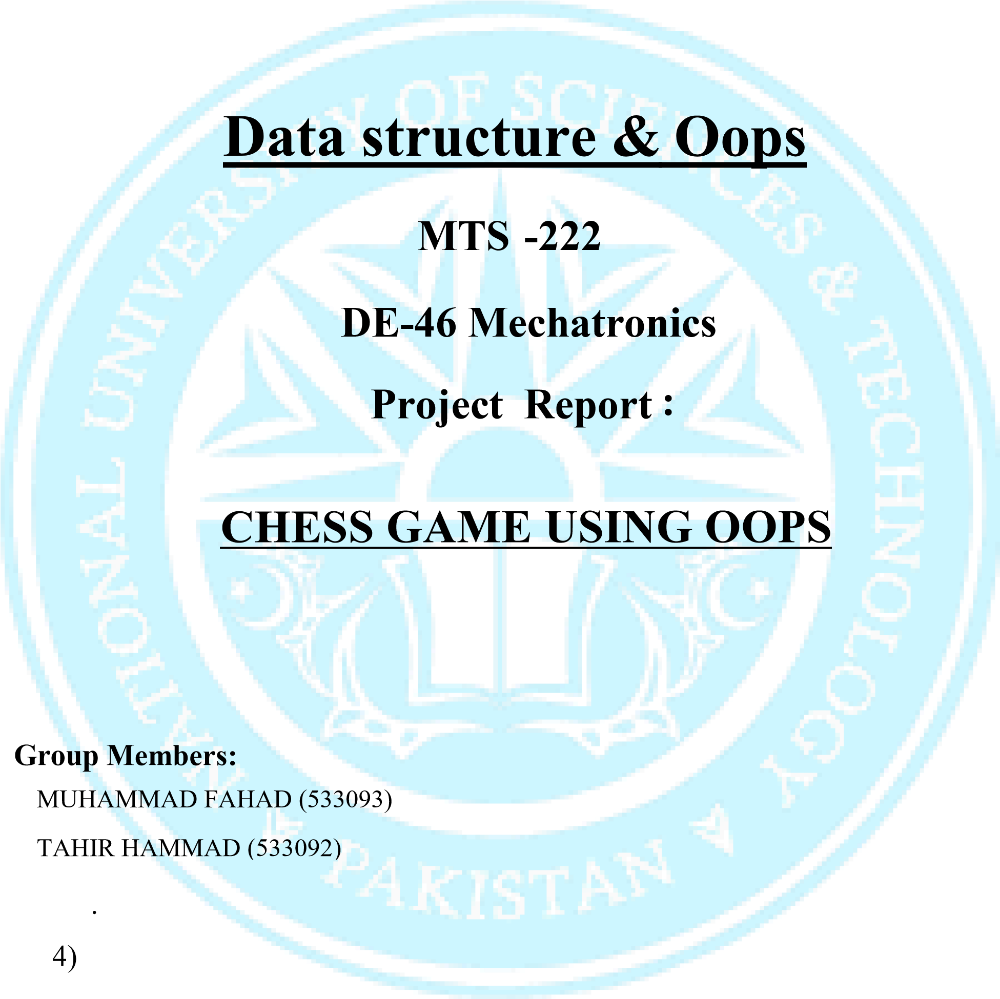 Data structure & Oops
MTS -222
DE-46 Mechatronics
Project  Report :
CHESS GAME USING OOPS
Group Members:
MUHAMMAD FAHAD (533093)
TAHIR HAMMAD (533092)
.
4)
NATIONAL UNIVERSITY OF SCIENCES & TECHNOLOGY
PAKISTAN